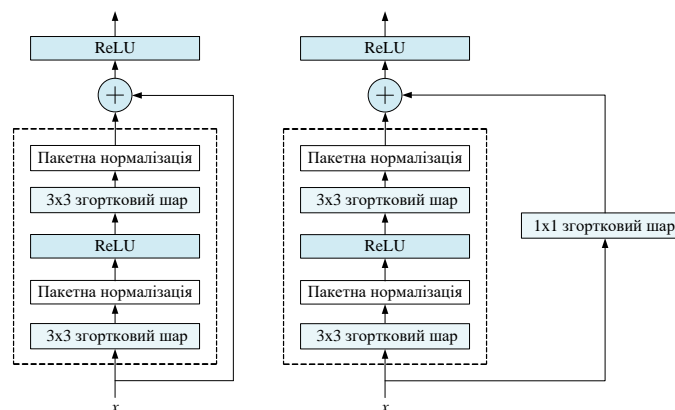 ReLU
+
Пакетна нормалізація
3x3 згортковий шар
ReLU
Пакетна нормалізація
3x3 згортковий шар
x
ReLU
+
Пакетна нормалізація
3x3 згортковий шар
ReLU
Пакетна нормалізація
3x3 згортковий шар
1x1 згортковий шар
x